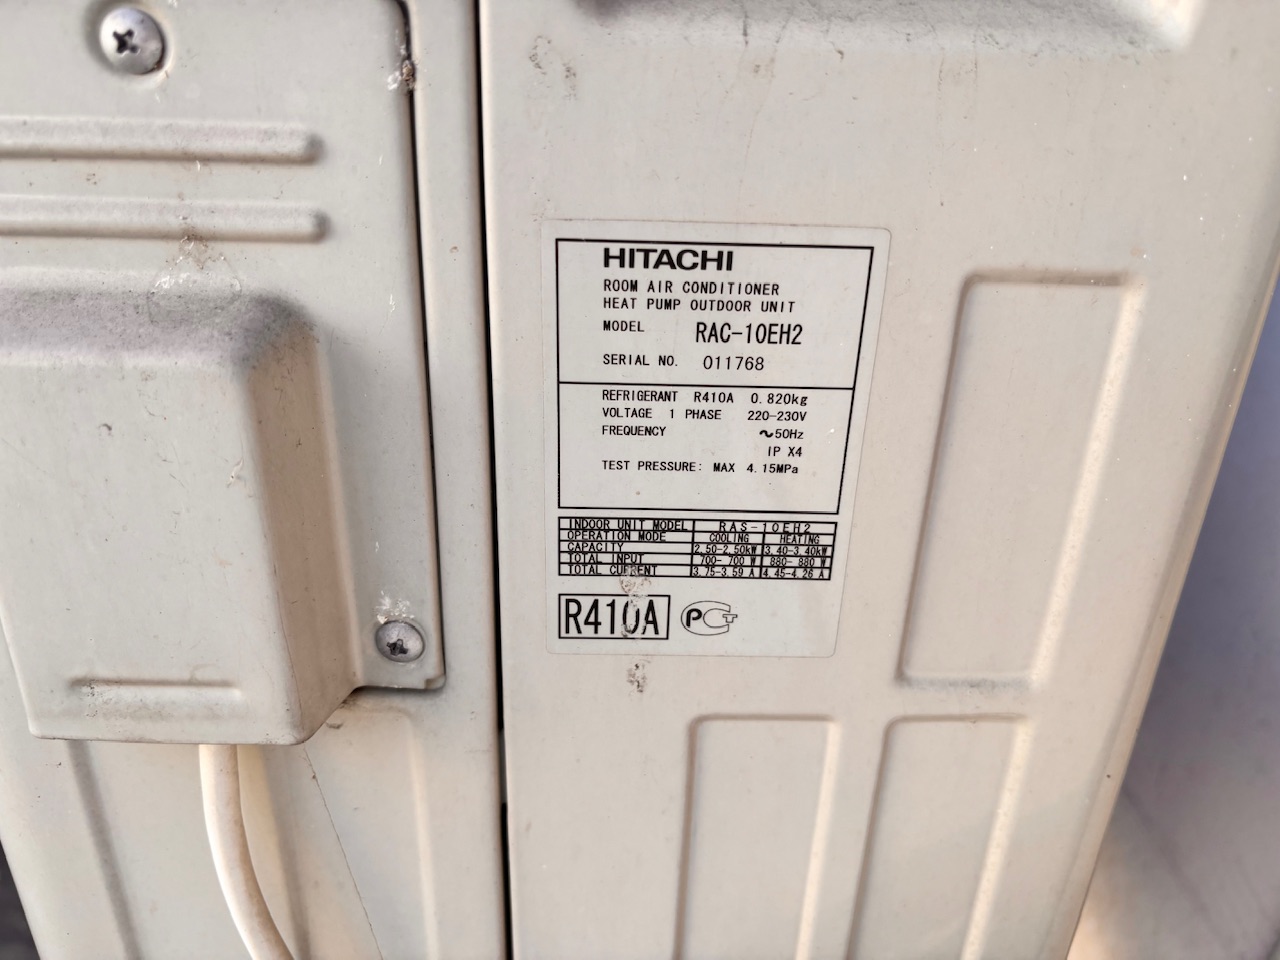 HITACHI
ROOM AIR CONDITIONER
HEAT PUMP OUTDOOR UNIT
MODEL RAC-10EH2
SERIAL NO. 011768
REFRIGERANT R410A 0.820kg
VOLTAGE 1 PHASE 220-230V
FREQUENCY ~50Hz
IP X4
TEST PRESSURE: MAX 4.15MPa
INDOOR UNIT MODEL RAS-10EH2
OPERATION MODE COOLING HEATING
CAPACITY 2.50-2.50kW 3.40-3.40kW
TOTAL INPUT 700- 700 W 880- 880 W
TOTAL CURRENT 3.75-3.59 A 4.45-4.26 A
R410A PCT